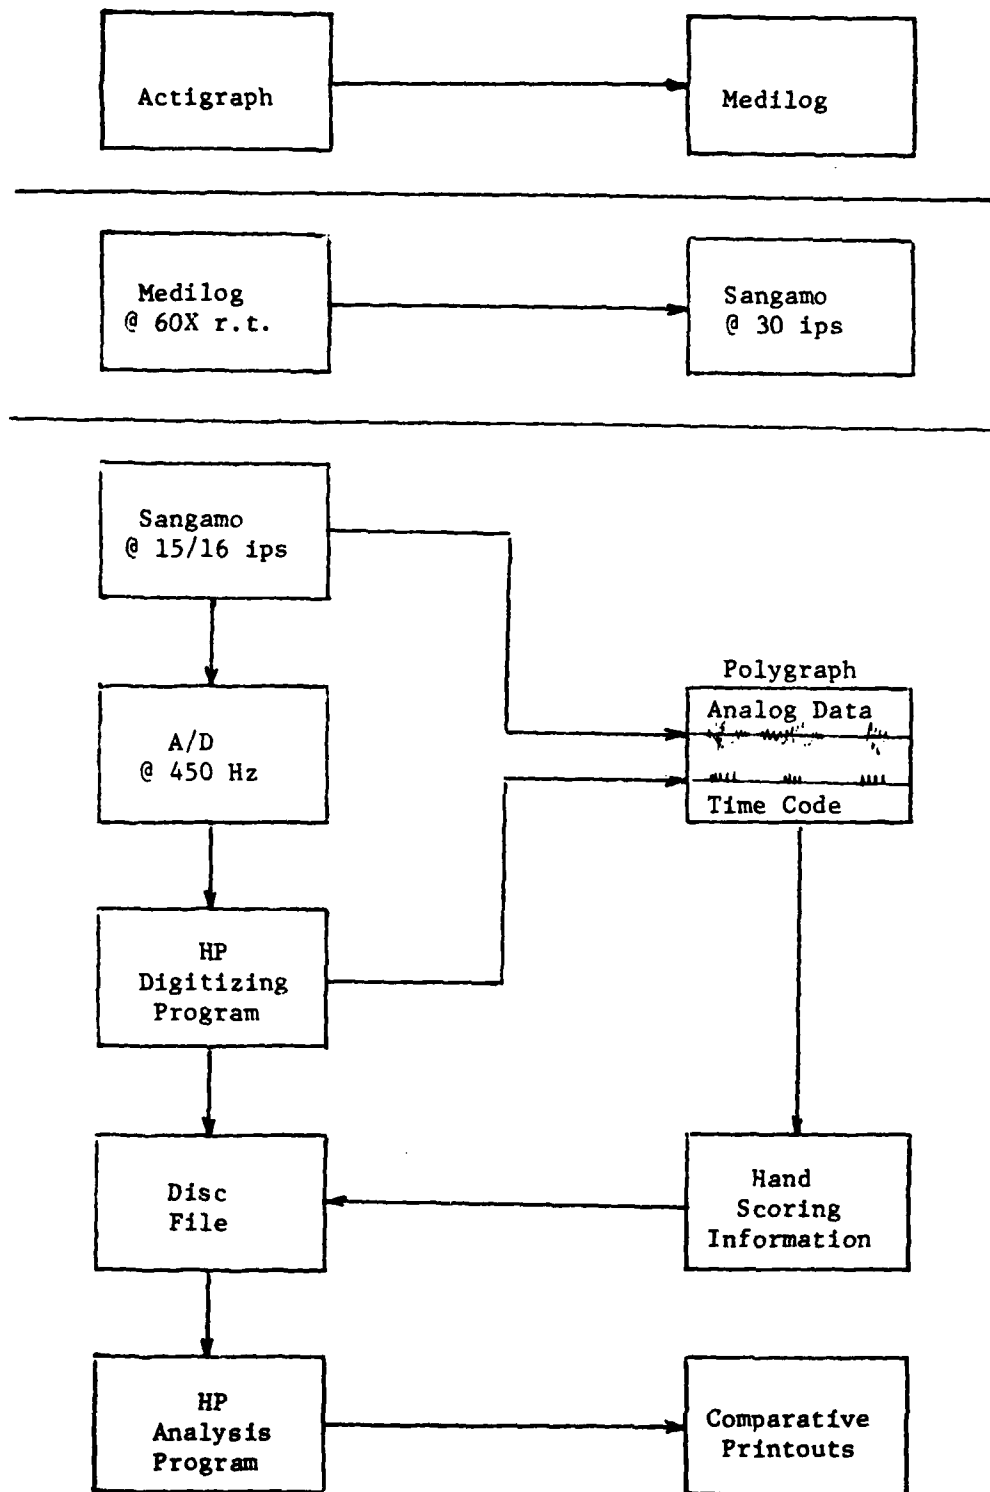 Actigraph
Medilog
Medilog
@ 60X r.t.
Sangamo
@ 30 ips
Sangamo
@ 15/16 ips
Polygraph
Analog Data
Time Code
A/D
@ 450 Hz
HP
Digitizing
Program
Disc
File
Hand
Scoring
Information
HP
Analysis
Program
Comparative
Printouts